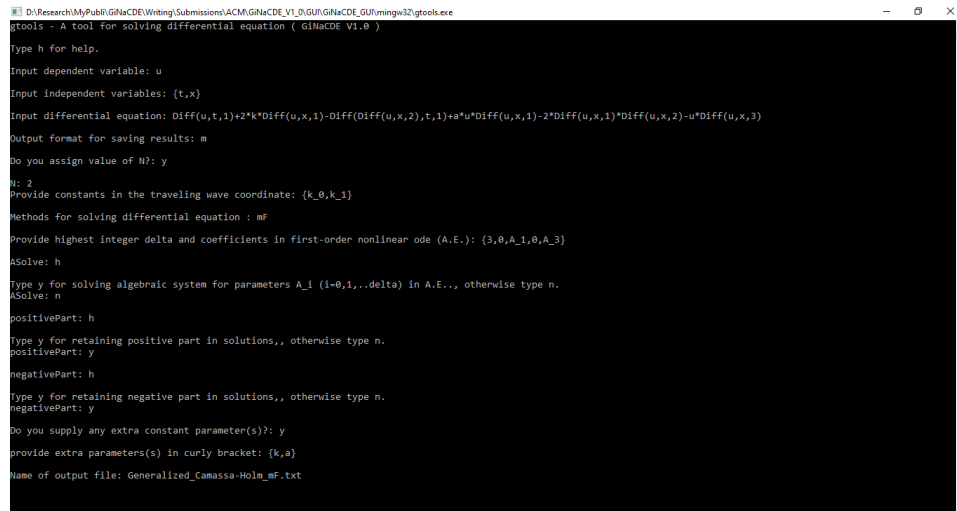 D:\Research\MyPubli\GiNaCDE\Writing\Submissions\ACM\GiNaCDE_V1_0\GUI\GiNaCDE_GUI\mingw32\gtools.exe
gtools - A tool for solving differential equation ( GiNaCDE V1.0 )
Type h for help.
Input dependent variable: u
Input independent variables: {t,x}
Input differential equation: Diff(u,t,1)+2*k*Diff(u,x,1)-Diff(Diff(u,x,2),t,1)+a*u*Diff(u,x,1)-2*Diff(u,x,1)*Diff(u,x,2)-u*Diff(u,x,3)
Output format for saving results: m
Do you assign value of N?: y
N: 2
Provide constants in the traveling wave coordinate: {k_0,k_1}
Methods for solving differential equation : mF
Provide highest integer delta and coefficients in first-order nonlinear ode (A.E.): {3,0,A_1,0,A_3}
ASolve: h
Type y for solving algebraic system for parameters A_i (i=0,1,..delta) in A.E.., otherwise type n.
ASolve: n
positivePart: h
Type y for retaining positive part in solutions,, otherwise type n.
positivePart: y
negativePart: h
Type y for retaining negative part in solutions,, otherwise type n.
negativePart: y
Do you supply any extra constant parameter(s)?: y
provide extra parameters(s) in curly bracket: {k,a}
Name of output file: Generalized_Camassa-Holm_mF.txt